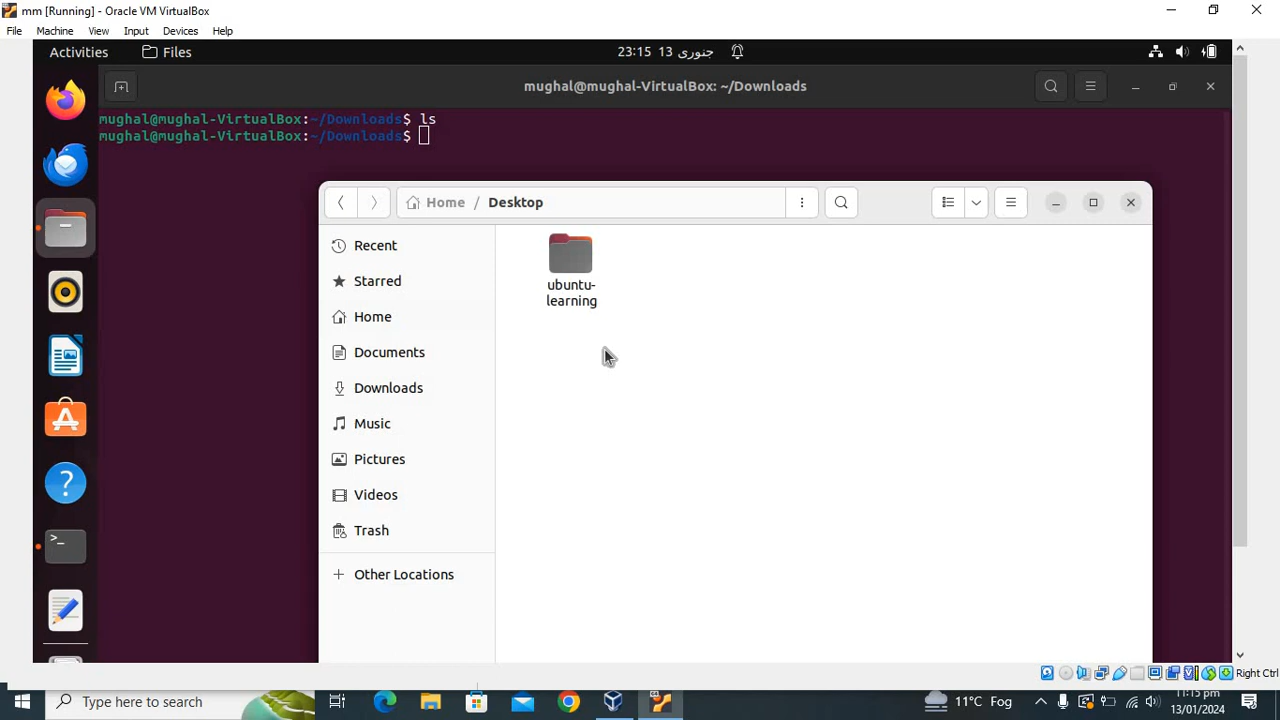 mm [Running] - Oracle VM VirtualBox
File Machine View Input Devices Help
Activities Files 23:15 13 جنوری
mughal@mughal-VirtualBox: ~/Downloads
mughal@mughal-VirtualBox:~/Downloads$ ls
mughal@mughal-VirtualBox:~/Downloads$
Home / Desktop
Recent
Starred
Home
Documents
Downloads
Music
Pictures
Videos
Trash
+ Other Locations
ubuntu-
learning
Right Ctrl
Type here to search
11°C Fog
11:15 pm
13/01/2024